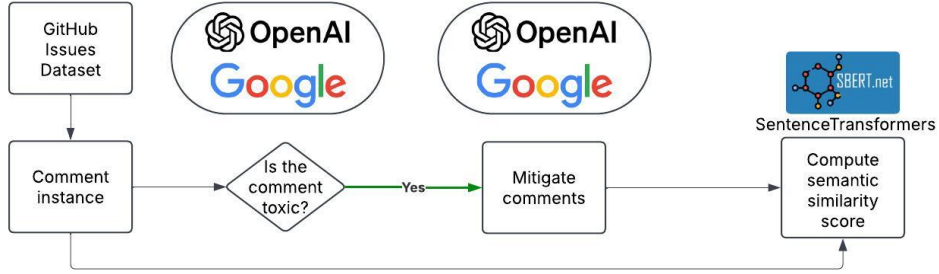 GitHub
Issues
Dataset
OpenAI
Google
OpenAI
Google
SBERT.net
SentenceTransformers
Comment
instance
Is the
comment
toxic?
Yes
Mitigate
comments
Compute
semantic
similarity
score